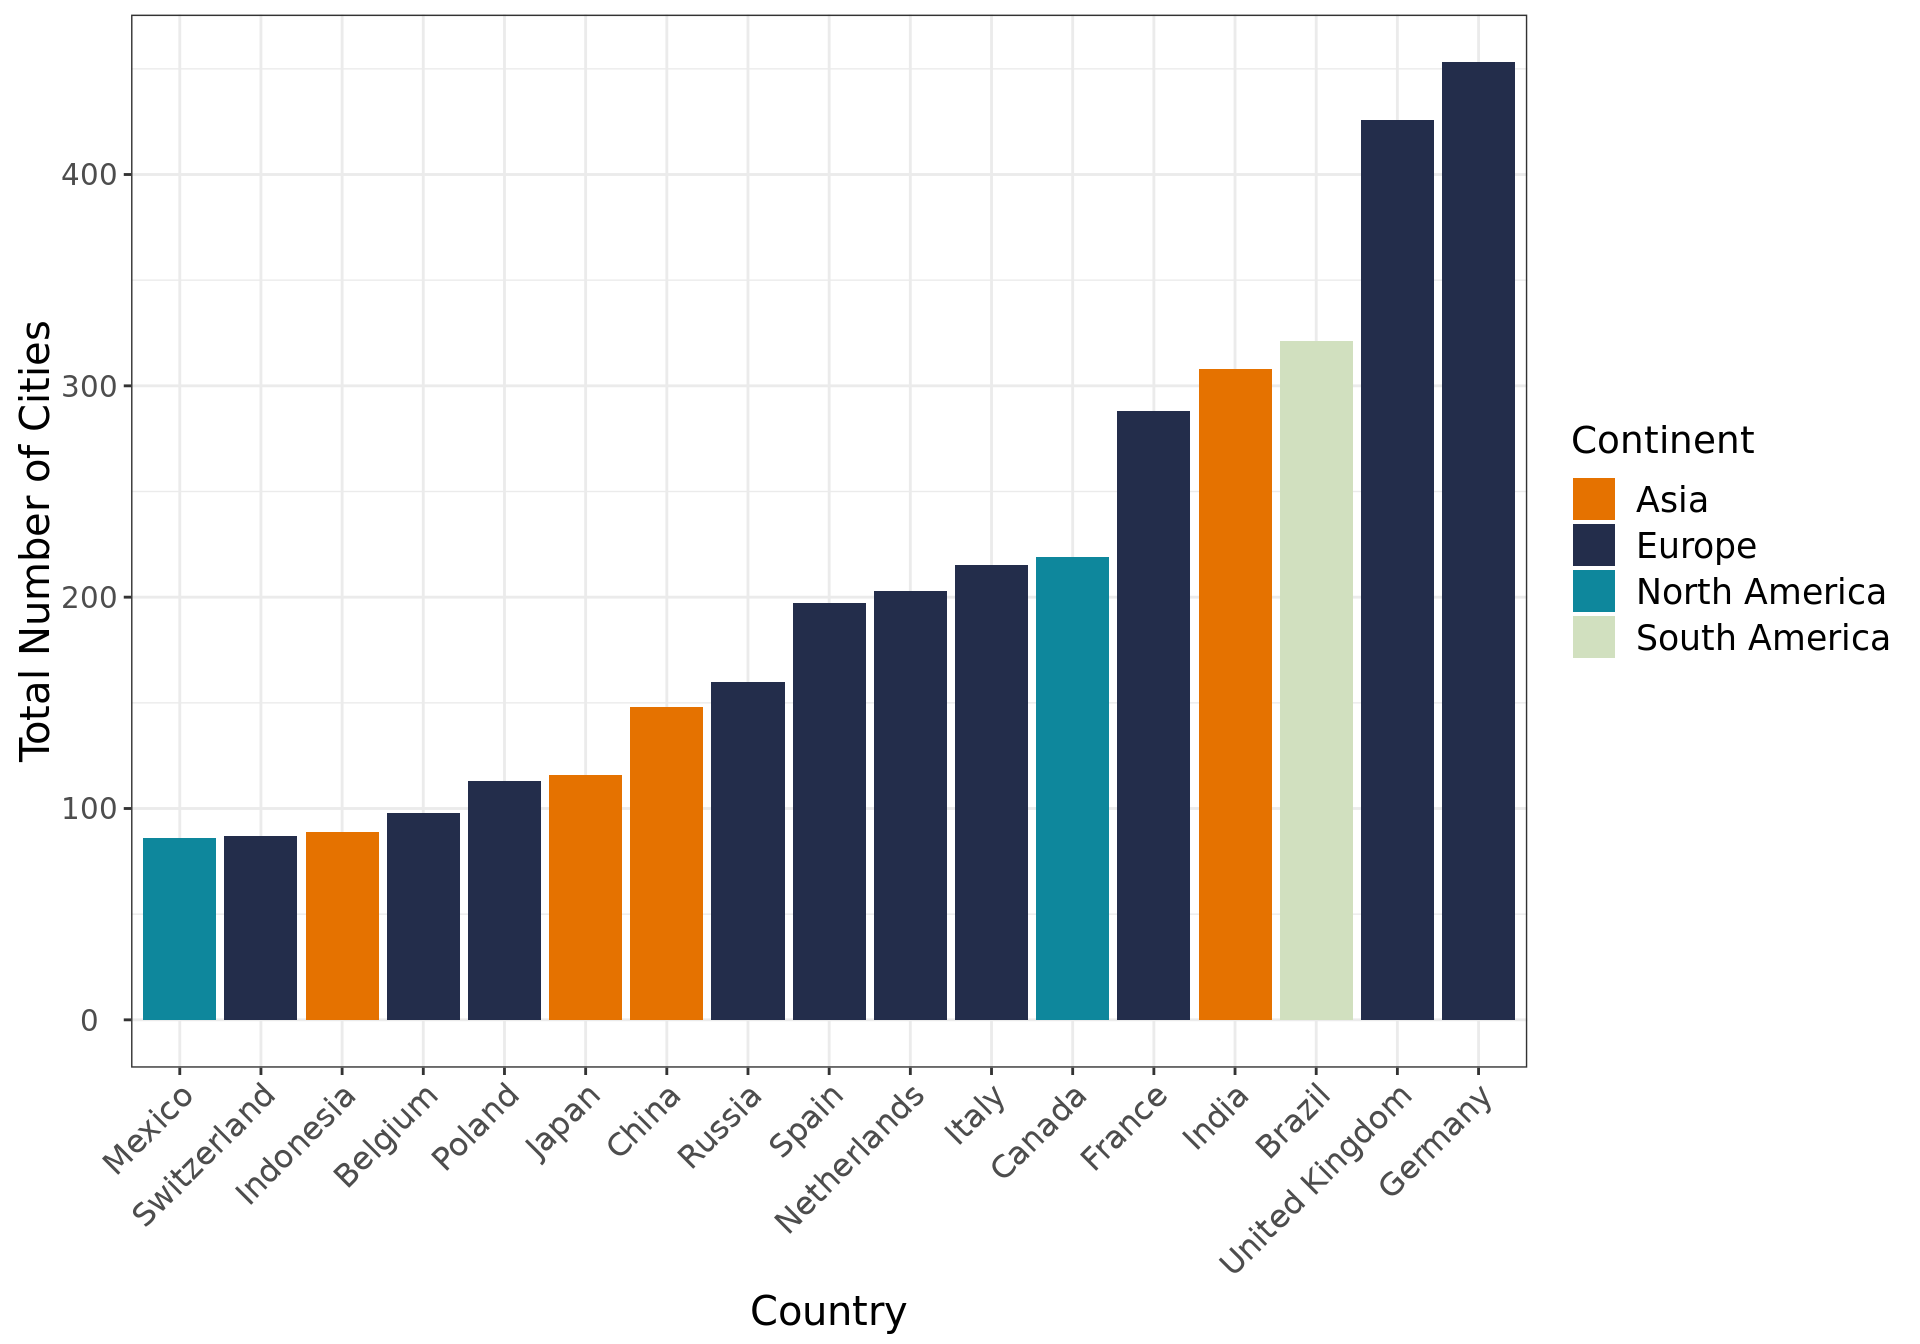 Total Number of Cities
400
300
200
100
0
Mexico
Switzerland
Indonesia
Belgium
Poland
Japan
China
Russia
Spain
Netherlands
Italy
Canada
France
India
Brazil
United Kingdom
Germany
Country
Continent
Asia
Europe
North America
South America